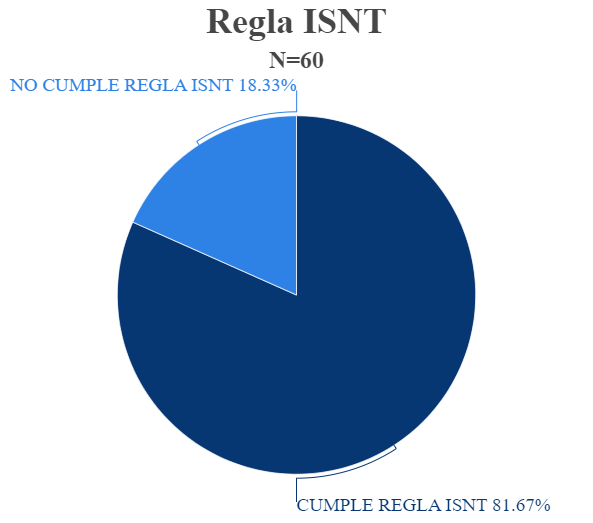 Regla ISNT
N=60
NO CUMPLE REGLA ISNT 18.33%
CUMPLE REGLA ISNT 81.67%